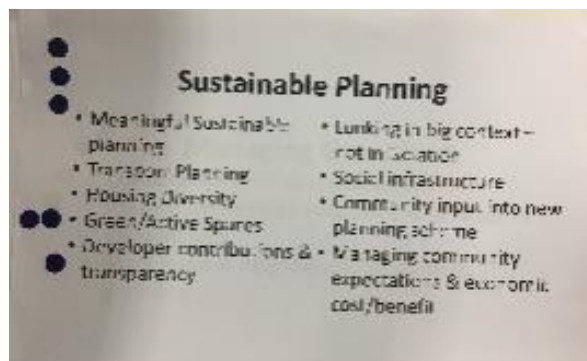 Sustainable Planning
• Meaningful Sustainable
planning
• Transport Planning
• Housing Diversity
• Green/Active Spaces
• Developer contributions &
transparency
• Looking in big context –
not in isolation
• Social infrastructure
• Community input into new
planning scheme
• Managing community
expectations & economic
cost/benefit